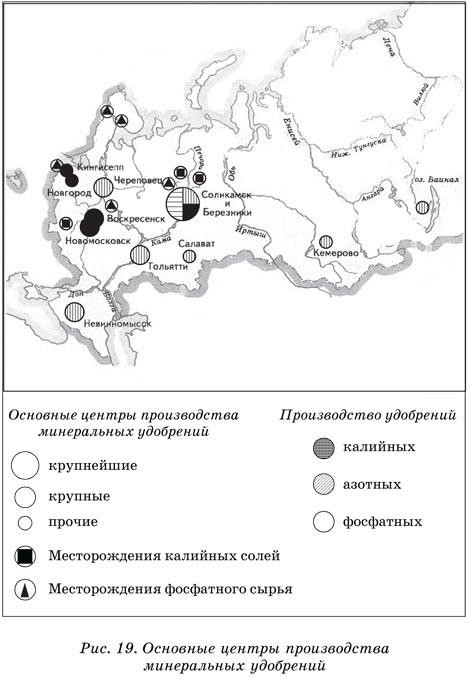 Печа
Вилюй
Енисей
Ниж. Тунгуска
оз. Байкал
Ангара
Печора
Обь
Кингисепп
Череповец
Новгород
Соликамск
и
Березники
Воскресенск
Новомосковск
Кама
Салават
Иртыш
Кемерово
Тольятти
Дон
Волга
Невинномысск
Основные центры производства
минеральных удобрений
крупнейшие
крупные
прочие
Месторождения калийных солей
Месторождения фосфатного сырья
Производство удобрений
калийных
азотных
фосфатных
Рис. 19. Основные центры производства
минеральных удобрений